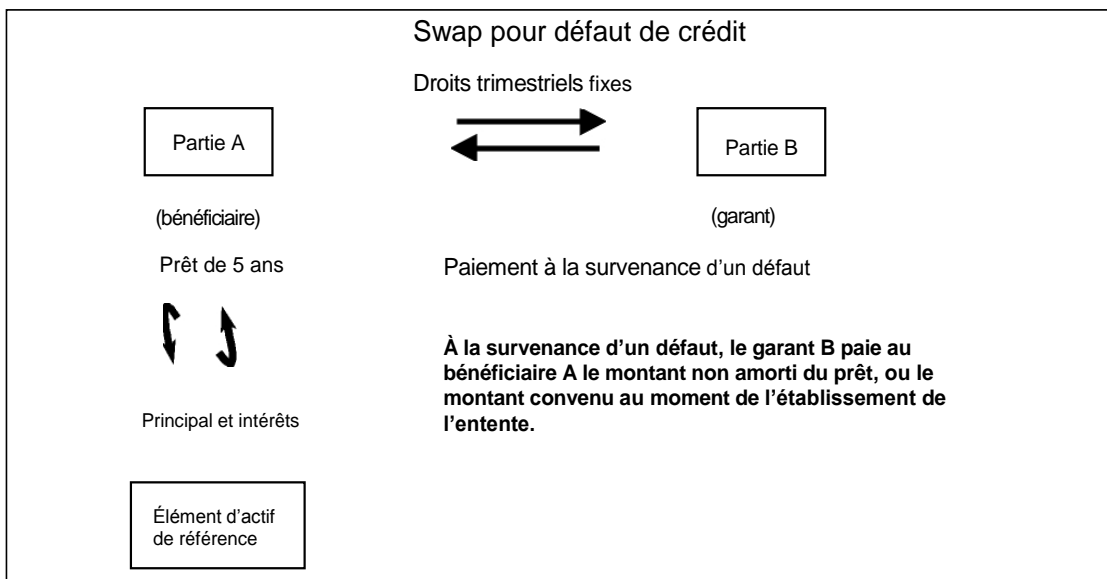 Swap pour défaut de crédit
Droits trimestriels fixes
Partie A
Partie B
(bénéficiaire)
(garant)
Prêt de 5 ans
Paiement à la survenance d'un défaut
À la survenance d'un défaut, le garant B paie au
bénéficiaire A le montant non amorti du prêt, ou le
montant convenu au moment de l'établissement de
l'entente.
Principal et intérêts
Élément d'actif
de référence